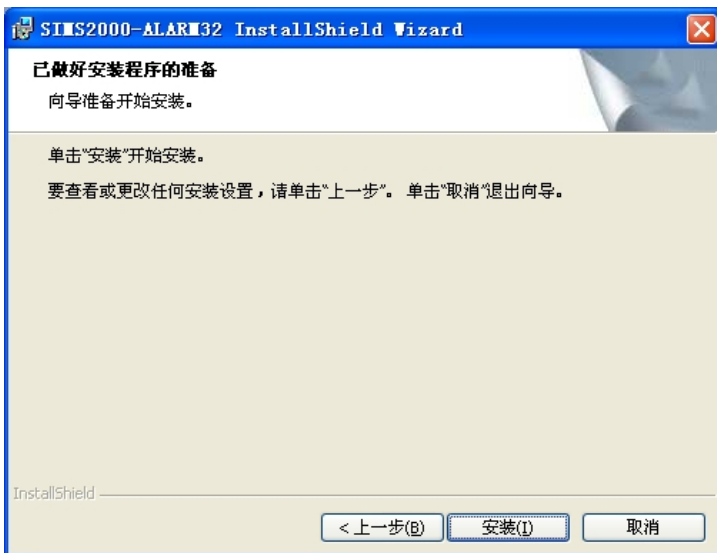 SIMS2000-ALARM32 InstallShield Wizard
已做好安装程序的准备
向导准备开始安装。
单击“安装”开始安装。
要查看或更改任何安装设置，请单击“上一步”。 单击“取消”退出向导。
InstallShield
< 上一步(B) 安装(I) 取消